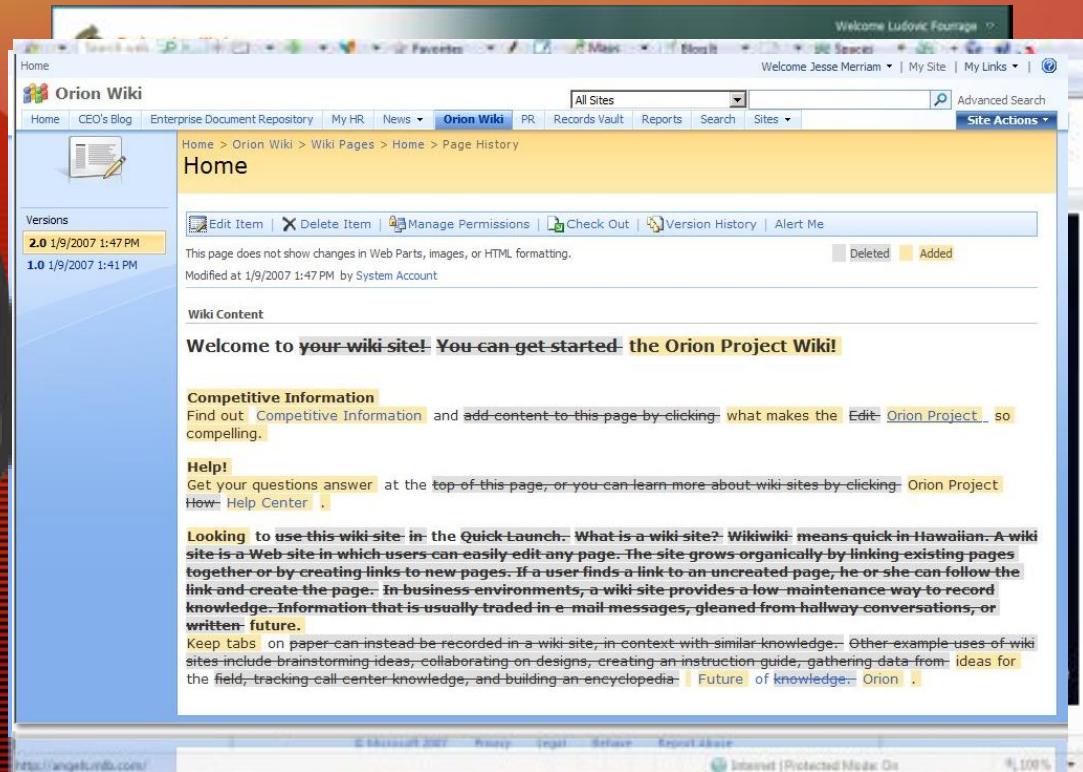 Welcome Ludovic Fournage
Favorites Maps Blog It Spaces
Home Welcome Jesse Merriam | My Site | My Links |
Orion Wiki All Sites Advanced Search
Home CEO's Blog Enterprise Document Repository My HR News Orion Wiki PR Records Vault Reports Search Sites Site Actions
Home > Orion Wiki > Wiki Pages > Home > Page History
Home
Versions
2.0 1/9/2007 1:47 PM
1.0 1/9/2007 1:41 PM
Edit Item | Delete Item | Manage Permissions | Check Out | Version History | Alert Me
This page does not show changes in Web Parts, images, or HTML formatting. Deleted Added
Modified at 1/9/2007 1:47 PM by System Account
Wiki Content
Welcome to your wiki site! You can get started the Orion Project Wiki!
Competitive Information
Find out Competitive Information and add content to this page by clicking what makes the Edit Orion Project so
compelling.
Help!
Get your questions answer at the top of this page, or you can learn more about wiki sites by clicking Orion Project
How Help Center .
Looking to use this wiki site in the Quick Launch. What is a wiki site? Wikiwiki means quick in Hawaiian. A wiki
site is a Web site in which users can easily edit any page. The site grows organically by linking existing pages
together or by creating links to new pages. If a user finds a link to an uncreated page, he or she can follow the
link and create the page. In business environments, a wiki site provides a low maintenance way to record
knowledge. Information that is usually traded in e mail messages, gleaned from hallway conversations, or
written future.
Keep tabs on paper can instead be recorded in a wiki site, in context with similar knowledge. Other example uses of wiki
sites include brainstorming ideas, collaborating on designs, creating an instruction guide, gathering data from ideas for
the field, tracking call center knowledge, and building an encyclopedia Future of knowledge. Orion .
© Microsoft 2007 Privacy Legal Behave Report Abuse
Internet | Protected Mode: On 100%